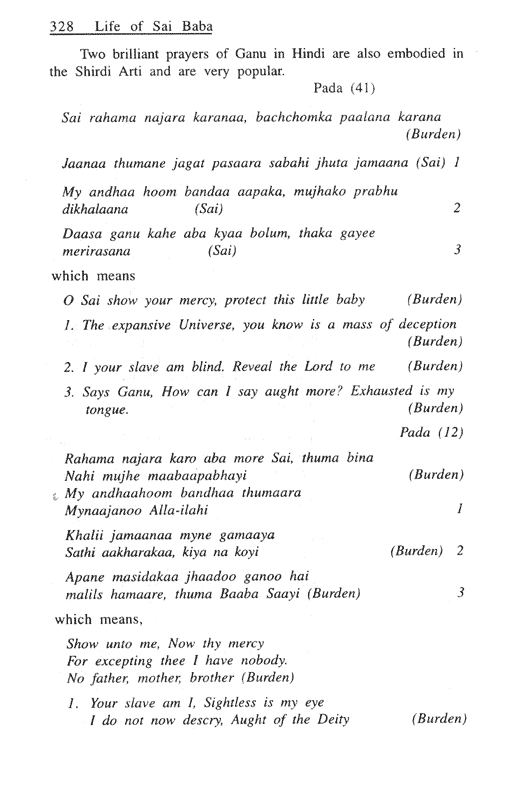 328 Life of Sai Baba
Two brilliant prayers of Ganu in Hindi are also embodied in
the Shirdi Arti and are very popular.
Pada (41)
Sai rahama najara karanaa, bachchomka paalana karana
(Burden)
Jaanaa thumane jagat pasaara sabahi jhuta jamaana (Sai) 1
My andhaa hoom bandaa aapaka, mujhako prabhu
dikhalaana (Sai) 2
Daasa ganu kahe aba kyaa bolum, thaka gayee
merirasana (Sai) 3
which means
O Sai show your mercy, protect this little baby (Burden)
1. The expansive Universe, you know is a mass of deception
(Burden)
2. I your slave am blind. Reveal the Lord to me (Burden)
3. Says Ganu, How can I say aught more? Exhausted is my
tongue. (Burden)
Pada (12)
Rahama najara karo aba more Sai, thuma bina
Nahi mujhe maabaapabhayi (Burden)
My andhaahoom bandhaa thumaara
Mynaajanoo Alla-ilahi 1
Khalii jamaanaa myne gamaaya
Sathi aakharakaa, kiya na koyi (Burden) 2
Apane masidakaa jhaadoo ganoo hai
malils hamaare, thuma Baaba Saayi (Burden) 3
which means,
Show unto me, Now thy mercy
For excepting thee I have nobody.
No father, mother, brother (Burden)
1. Your slave am I, Sightless is my eye
I do not now descry, Aught of the Deity (Burden)